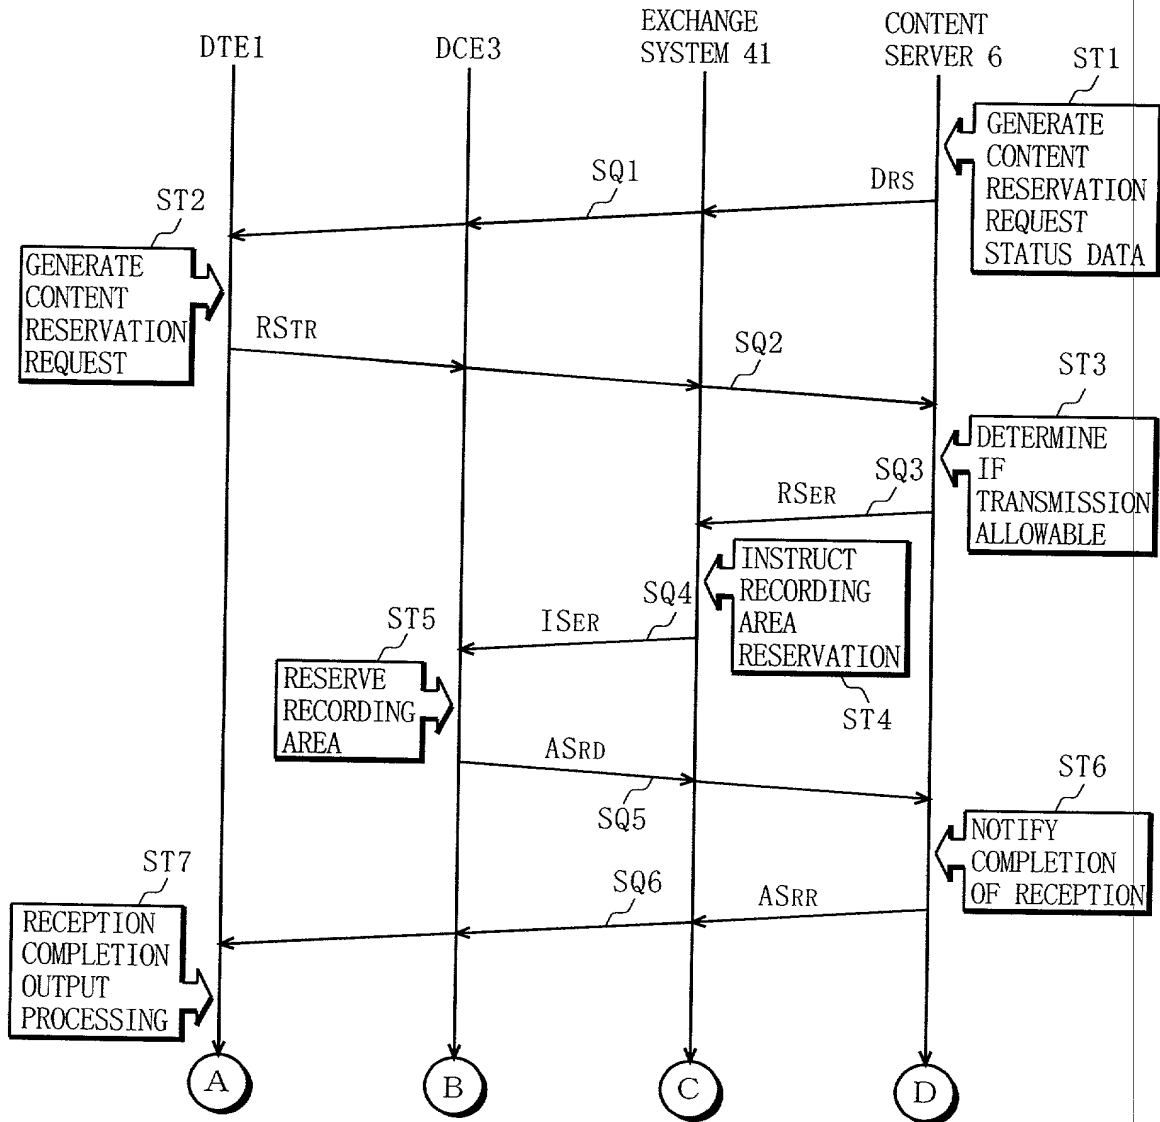 DTE1
DCE3
EXCHANGE
SYSTEM 41
CONTENT
SERVER 6
ST1
GENERATE
CONTENT
RESERVATION
REQUEST
STATUS DATA
DRS
SQ1
ST2
GENERATE
CONTENT
RESERVATION
REQUEST
RSTR
SQ2
ST3
DETERMINE
IF
TRANSMISSION
ALLOWABLE
SQ3
RSER
INSTRUCT
RECORDING
AREA
RESERVATION
ST4
SQ4
ISER
ST5
RESERVE
RECORDING
AREA
ASRD
SQ5
ST6
NOTIFY
COMPLETION
OF RECEPTION
ASRR
SQ6
ST7
RECEPTION
COMPLETION
OUTPUT
PROCESSING
A
B
C
D